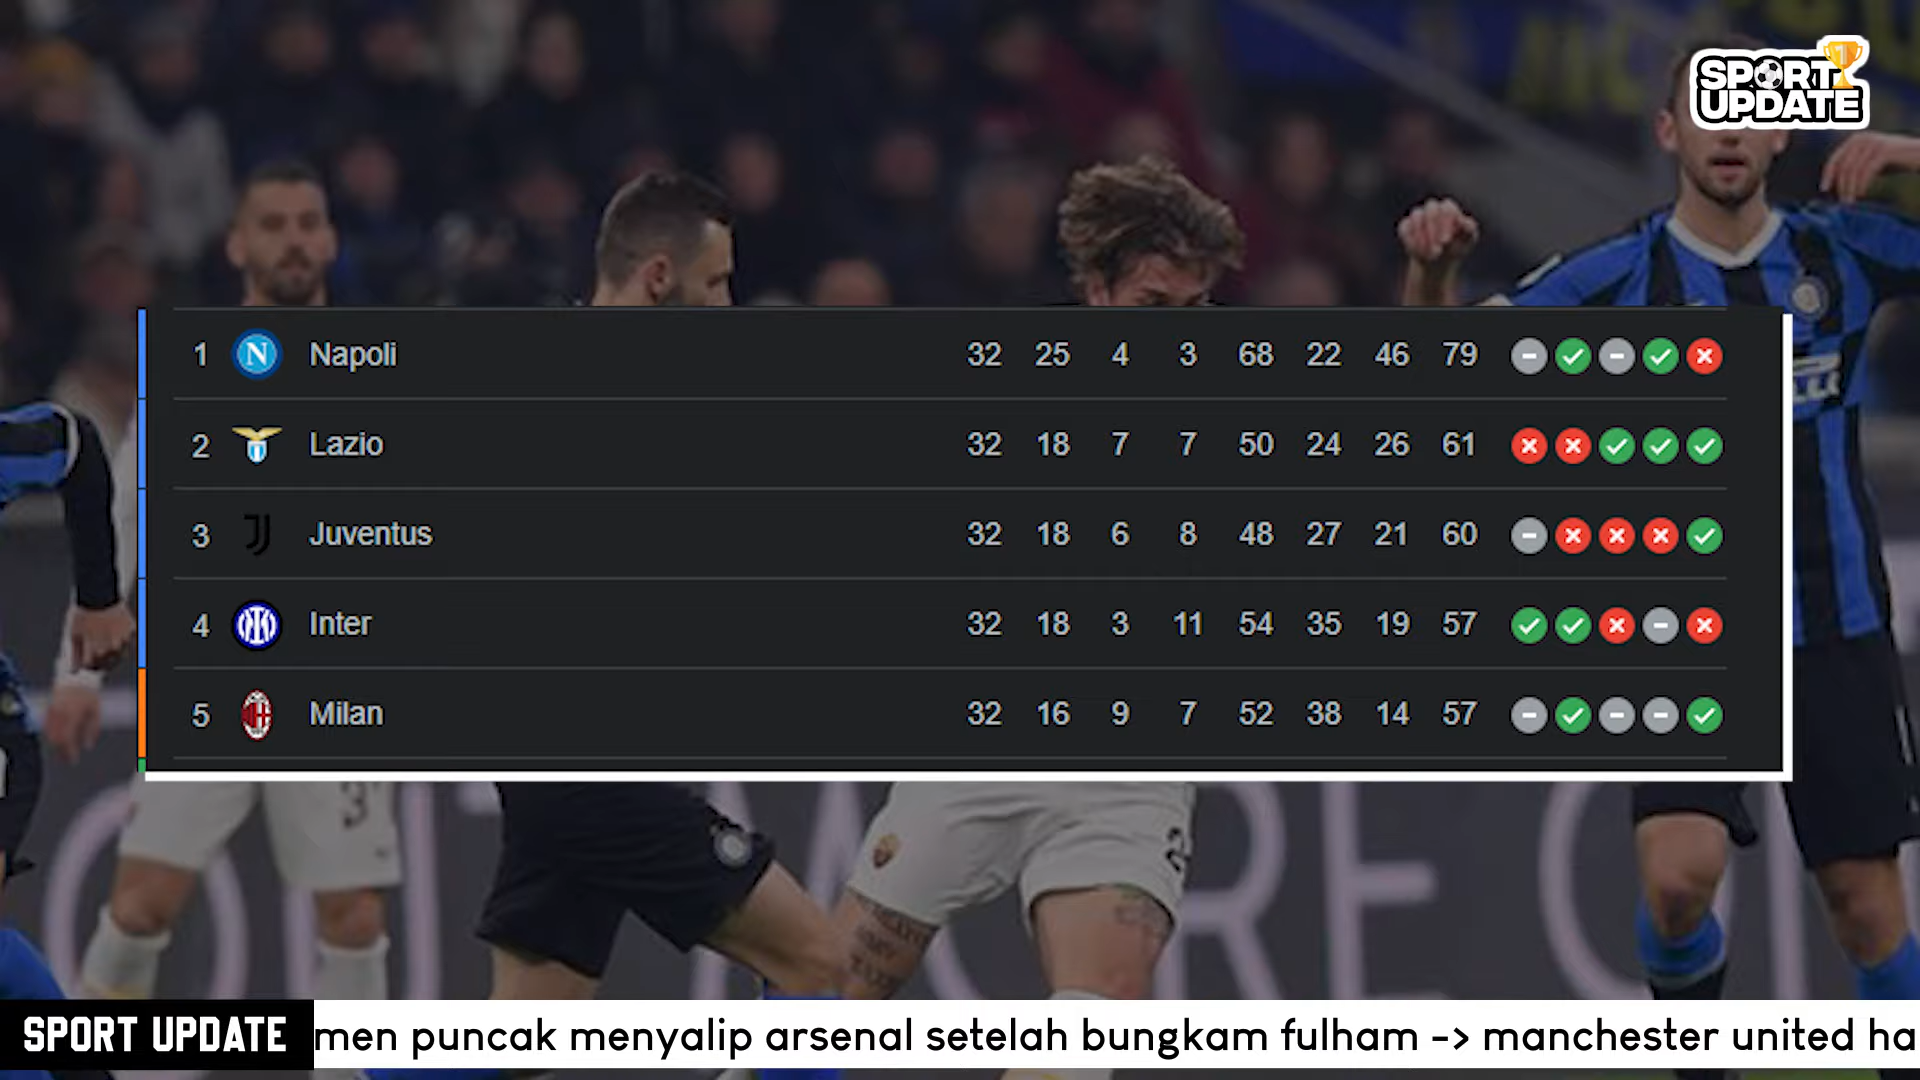 SPORT
UPDATE
1 Napoli 32 25 4 3 68 22 46 79
2 Lazio 32 18 7 7 50 24 26 61
3 Juventus 32 18 6 8 48 27 21 60
4 Inter 32 18 3 11 54 35 19 57
5 Milan 32 16 9 7 52 38 14 57
SPORT UPDATE men puncak menyalip arsenal setelah bungkam fulham -> manchester united ha